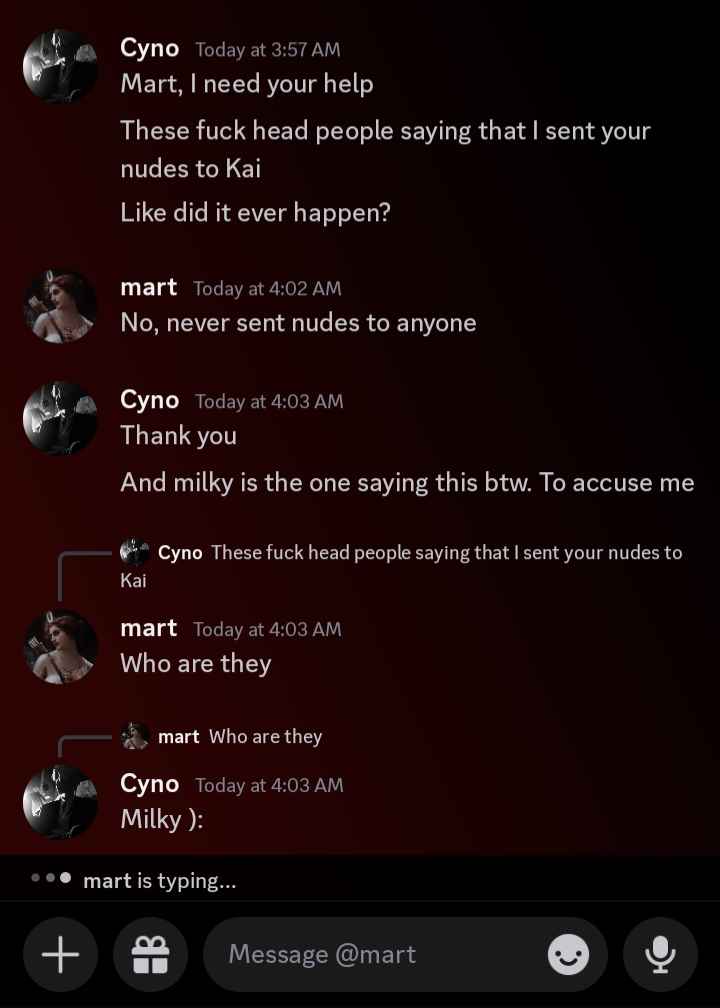 Cyno Today at 3:57 AM
Mart, I need your help
These fuck head people saying that I sent your
nudes to Kai
Like did it ever happen?
mart Today at 4:02 AM
No, never sent nudes to anyone
Cyno Today at 4:03 AM
Thank you
And milky is the one saying this btw. To accuse me
Cyno These fuck head people saying that I sent your nudes to
Kai
mart Today at 4:03 AM
Who are they
mart Who are they
Cyno Today at 4:03 AM
Milky ):
mart is typing...
Message @mart